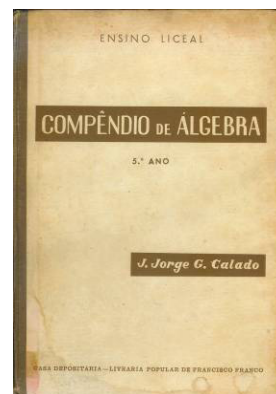 ENSINO LICEAL
COMPÊNDIO DE ÁLGEBRA
5.º ANO
J. Jorge G. Calado
CASA DEPOSITÁRIA — LIVRARIA POPULAR DE FRANCISCO FRANCO